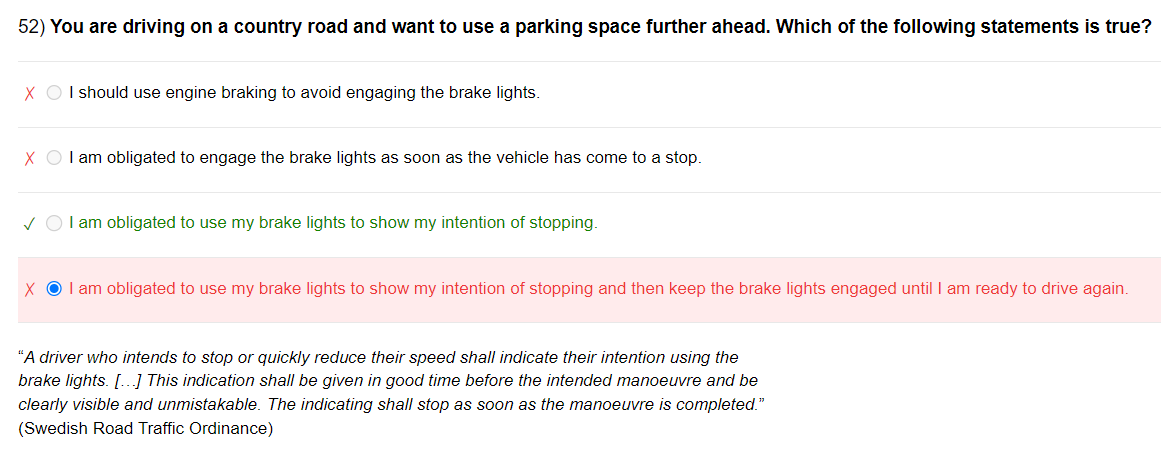 52) You are driving on a country road and want to use a parking space further ahead. Which of the following statements is true?
✗ I should use engine braking to avoid engaging the brake lights.
✗ I am obligated to engage the brake lights as soon as the vehicle has come to a stop.
✓ I am obligated to use my brake lights to show my intention of stopping.
✗ I am obligated to use my brake lights to show my intention of stopping and then keep the brake lights engaged until I am ready to drive again.
“A driver who intends to stop or quickly reduce their speed shall indicate their intention using the
brake lights. […] This indication shall be given in good time before the intended manoeuvre and be
clearly visible and unmistakable. The indicating shall stop as soon as the manoeuvre is completed.”
(Swedish Road Traffic Ordinance)